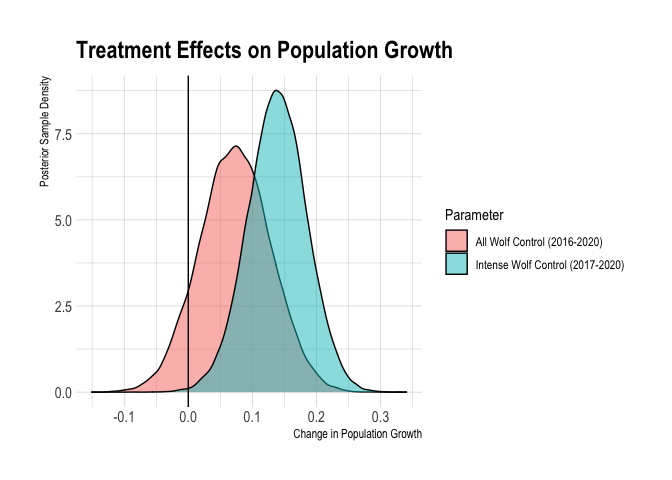 Treatment Effects on Population Growth
Posterior Sample Density
7.5
5.0
2.5
0.0
-0.1
0.0
0.1
0.2
0.3
Change in Population Growth
Parameter
All Wolf Control (2016-2020)
Intense Wolf Control (2017-2020)